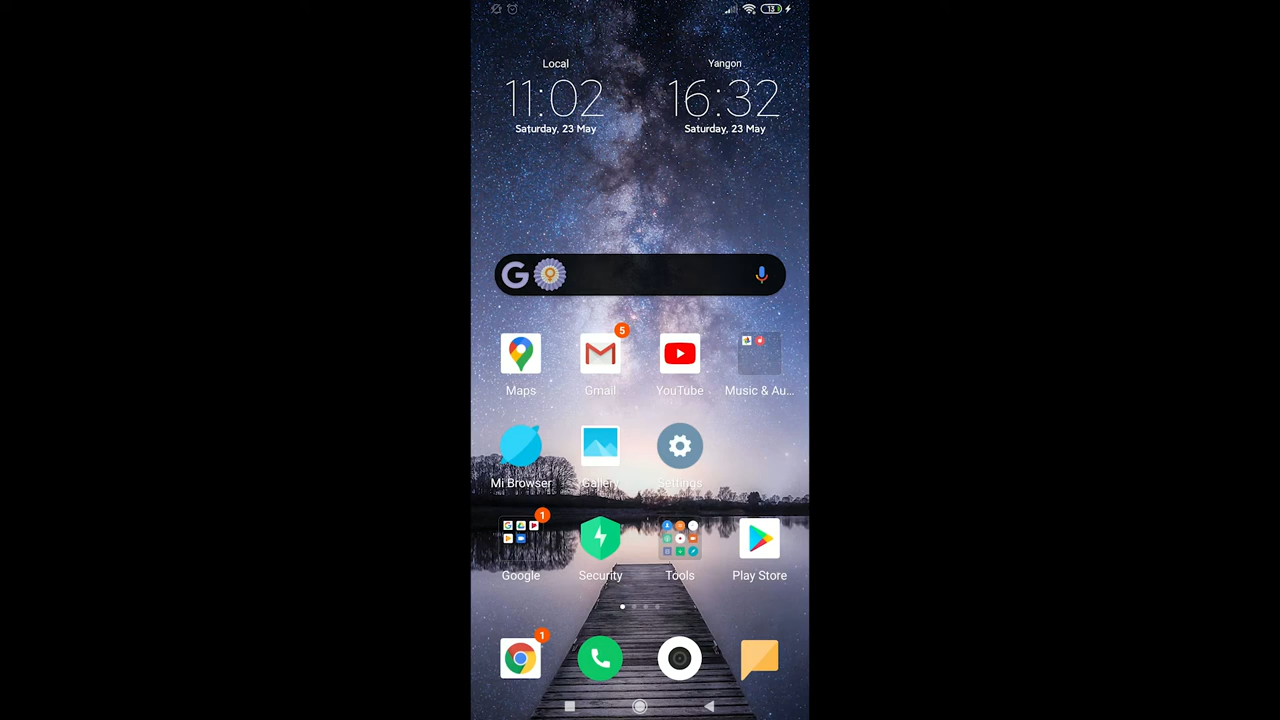 13
Local
Yangon
11:02
16:32
Saturday, 23 May
Saturday, 23 May
G
5
Maps
Gmail
YouTube
Music & Au...
Mi Browser
Gallery
Settings
1
Google
Security
Tools
Play Store
1